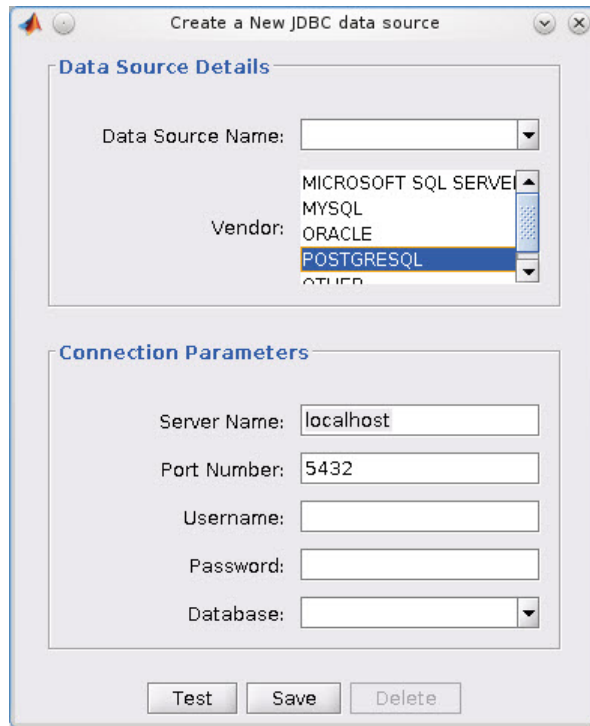 Create a New JDBC data source
Data Source Details
Data Source Name:
Vendor:
MICROSOFT SQL SERVE
MYSQL
ORACLE
POSTGRESQL
OTHER
Connection Parameters
Server Name: localhost
Port Number: 5432
Username:
Password:
Database:
Test Save Delete